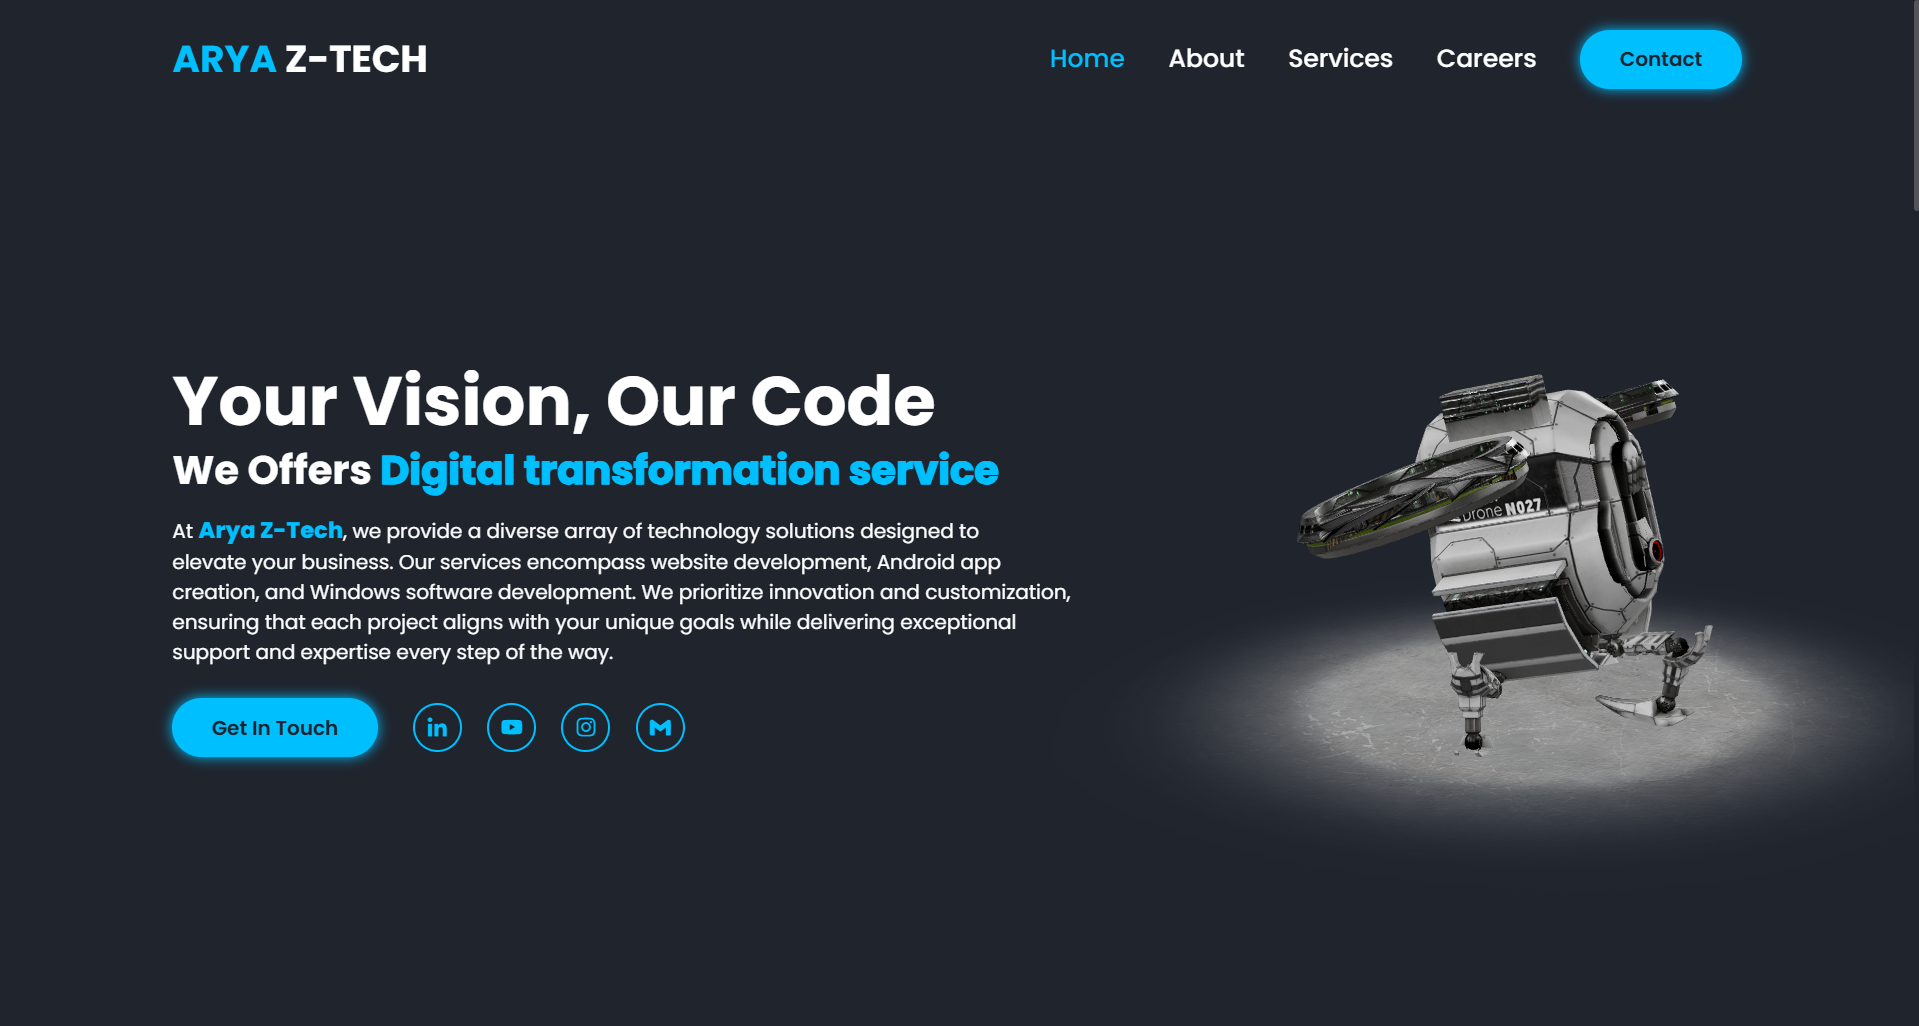 ARYA Z-TECH
Home
About
Services
Careers
Contact
Your Vision, Our Code
We Offers Digital transformation service
At Arya Z-Tech, we provide a diverse array of technology solutions designed to
elevate your business. Our services encompass website development, Android app
creation, and Windows software development. We prioritize innovation and customization,
ensuring that each project aligns with your unique goals while delivering exceptional
support and expertise every step of the way.
Get In Touch
in
Drone NO27